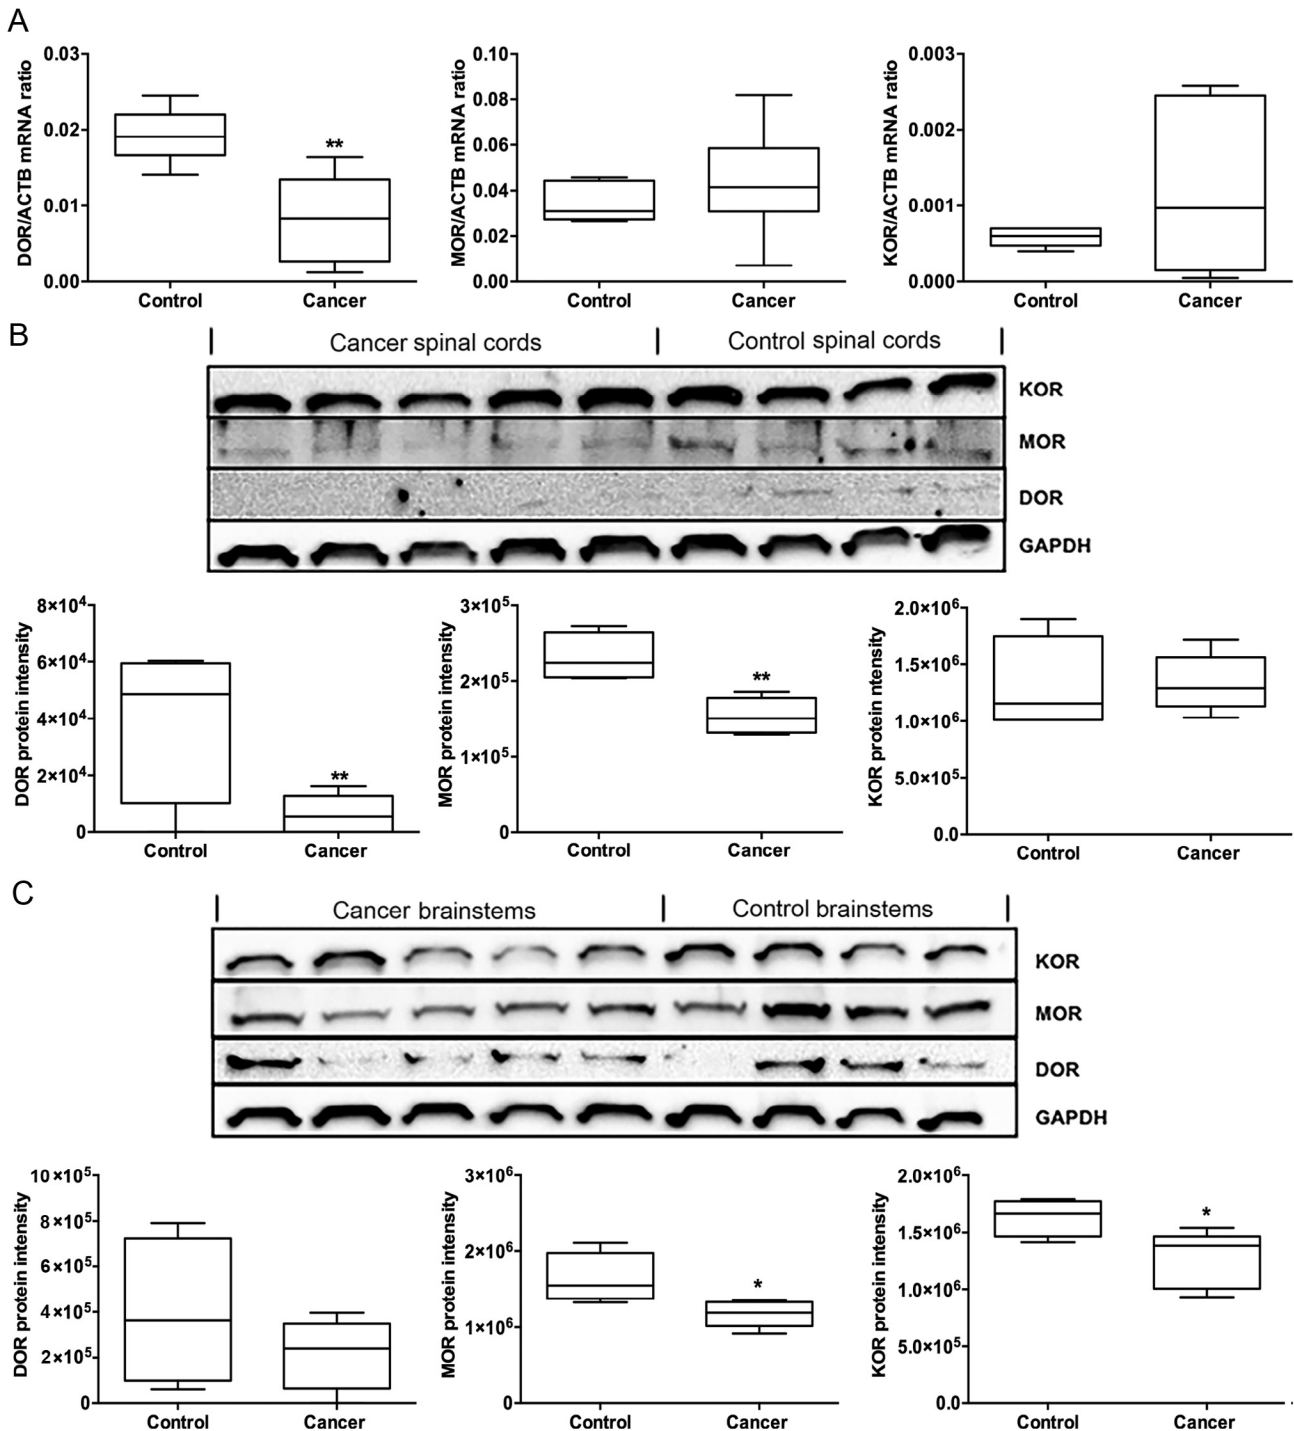 A
DOR/ACTB mRNA ratio
0.03
0.02
0.01
0.00
**
Control
Cancer
MOR/ACTB mRNA ratio
0.10
0.08
0.06
0.04
0.02
0.00
Control
Cancer
KOR/ACTB mRNA ratio
0.003
0.002
0.001
0.000
Control
Cancer
B
Cancer spinal cords
Control spinal cords
KOR
MOR
DOR
GAPDH
DOR protein intensity
8×10⁴
6×10⁴
4×10⁴
2×10⁴
0
**
Control
Cancer
MOR protein intensity
3×10⁵
2×10⁵
1×10⁵
0
**
Control
Cancer
KOR protein ntensity
2.0×10⁶
1.5×10⁶
1.0×10⁶
5.0×10⁵
0.0
Control
Cancer
C
Cancer brainstems
Control brainstems
KOR
MOR
DOR
GAPDH
DOR protein intensity
10×10⁵
8×10⁵
6×10⁵
4×10⁵
2×10⁵
0
Control
Cancer
MOR protein intensity
3×10⁶
2×10⁶
1×10⁶
0
*
Control
Cancer
KOR protein intensity
2.0×10⁶
1.5×10⁶
1.0×10⁶
5.0×10⁵
0.0
*
Control
Cancer